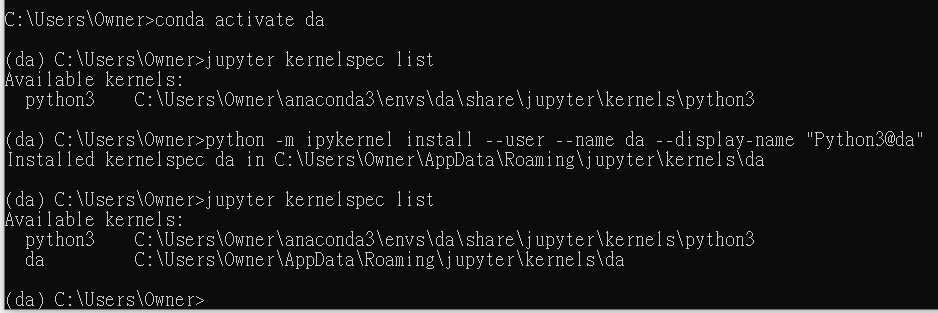 C:\Users\Owner>conda activate da
(da) C:\Users\Owner>jupyter kernelspec list
Available kernels:
  python3    C:\Users\Owner\anaconda3\envs\da\share\jupyter\kernels\python3
(da) C:\Users\Owner>python -m ipykernel install --user --name da --display-name "Python3@da"
Installed kernelspec da in C:\Users\Owner\AppData\Roaming\jupyter\kernels\da
(da) C:\Users\Owner>jupyter kernelspec list
Available kernels:
  python3    C:\Users\Owner\anaconda3\envs\da\share\jupyter\kernels\python3
  da         C:\Users\Owner\AppData\Roaming\jupyter\kernels\da
(da) C:\Users\Owner>